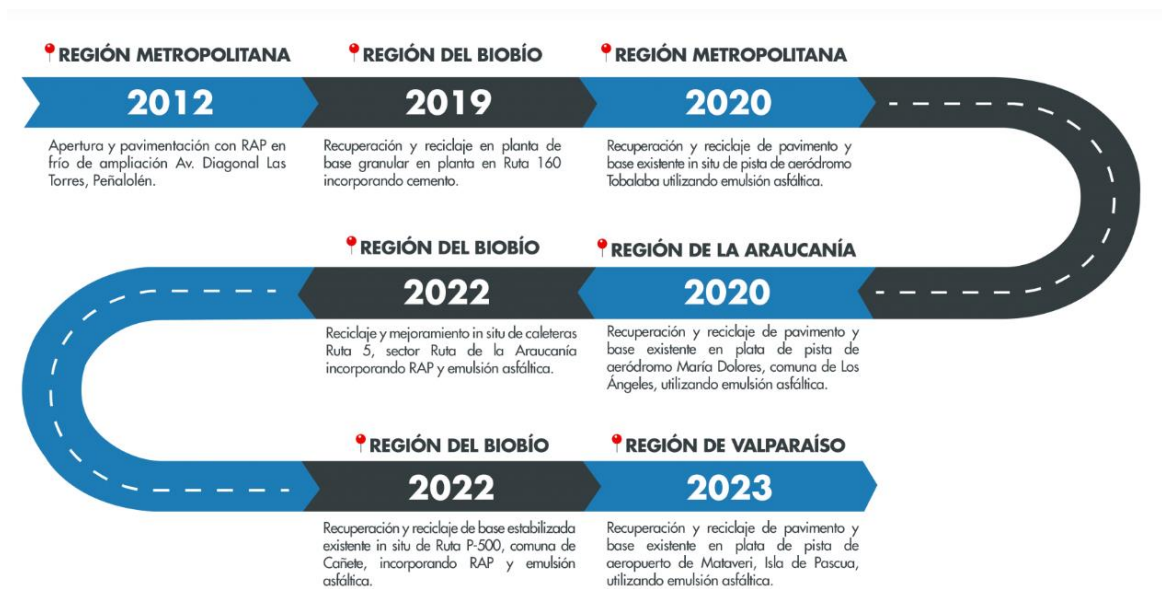 REGIÓN METROPOLITANA
2012
Apertura y pavimentación con RAP en
frío de ampliación Av. Diagonal Las
Torres, Peñalolén.
REGIÓN DEL BIOBÍO
2019
Recuperación y reciclaje en planta de
base granular en planta en Ruta 160
incorporando cemento.
REGIÓN METROPOLITANA
2020
Recuperación y reciclaje de pavimento y
base existente in situ de pista de aeródromo
Tobalaba utilizando emulsión asfáltica.
REGIÓN DE LA ARAUCANÍA
2020
Recuperación y reciclaje de pavimento y
base existente en plata de pista de
aeródromo María Dolores, comuna de Los
Ángeles, utilizando emulsión asfáltica.
REGIÓN DEL BIOBÍO
2022
Reciclaje y mejoramiento in situ de caleteras
Ruta 5, sector Ruta de la Araucanía
incorporando RAP y emulsión asfáltica.
REGIÓN DEL BIOBÍO
2022
Recuperación y reciclaje de base estabilizada
existente in situ de Ruta P-500, comuna de
Cañete, incorporando RAP y emulsión
asfáltica.
REGIÓN DE VALPARAÍSO
2023
Recuperación y reciclaje de pavimento y
base existente en plata de pista de
aeropuerto de Mataveri, Isla de Pascua,
utilizando emulsión asfáltica.